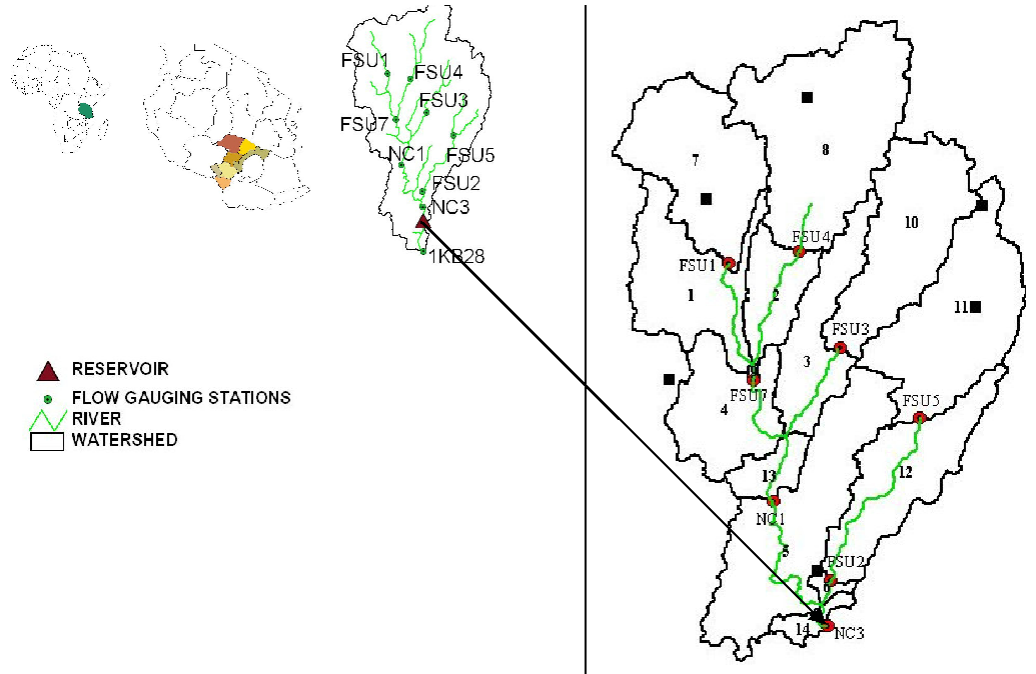 FSU1
FSU4
FSU3
FSU7
NC1
FSU5
FSU2
NC3
1KB28
RESERVOIR
FLOW GAUGING STATIONS
RIVER
WATERSHED
8
7
10
FSU4
FSU1
1
2
11
FSU3
3
FSU7
4
FSU5
13
12
NC1
5
FSU2
6
14
NC3